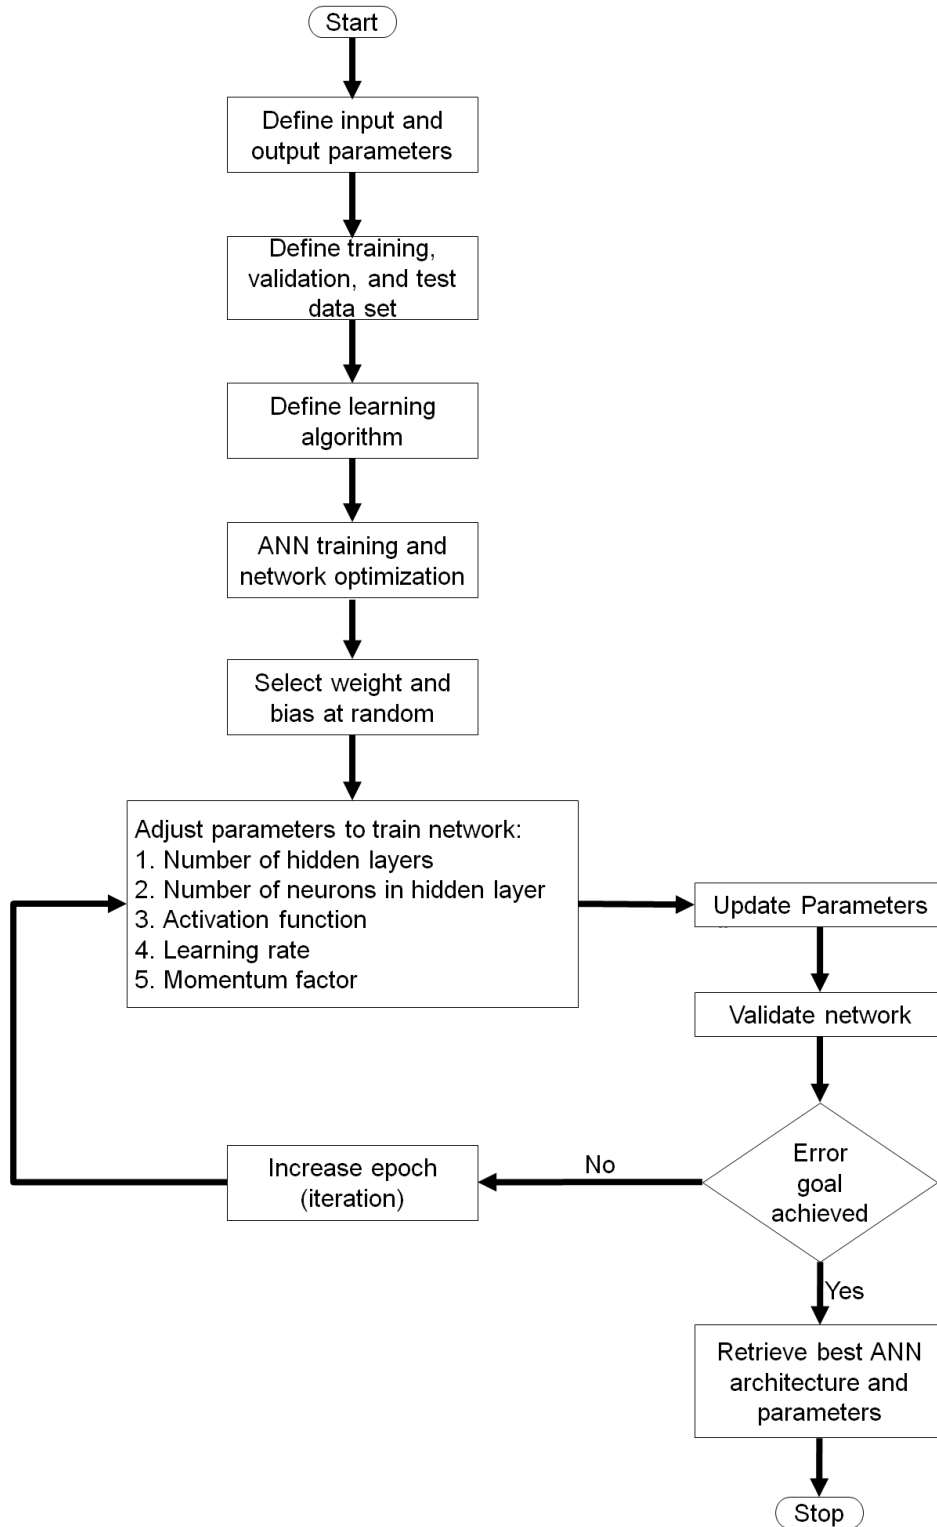 Start
Define input and
output parameters
Define training,
validation, and test
data set
Define learning
algorithm
ANN training and
network optimization
Select weight and
bias at random
Adjust parameters to train network:
1. Number of hidden layers
2. Number of neurons in hidden layer
3. Activation function
4. Learning rate
5. Momentum factor
Update Parameters
Validate network
Error
goal
achieved
No
Increase epoch
(iteration)
Yes
Retrieve best ANN
architecture and
parameters
Stop